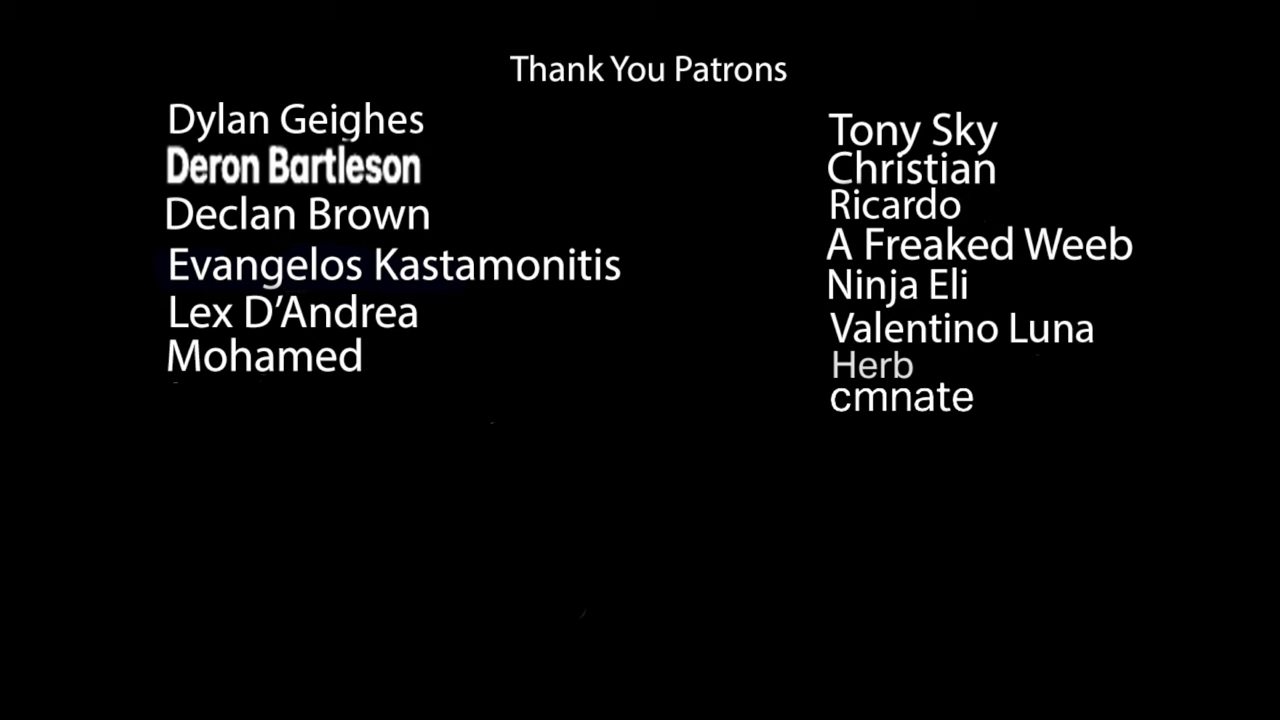 Thank You Patrons
Dylan Geighes
Deron Bartleson
Declan Brown
Evangelos Kastamonitis
Lex D’Andrea
Mohamed
Tony Sky
Christian
Ricardo
A Freaked Weeb
Ninja Eli
Valentino Luna
Herb
cmnate